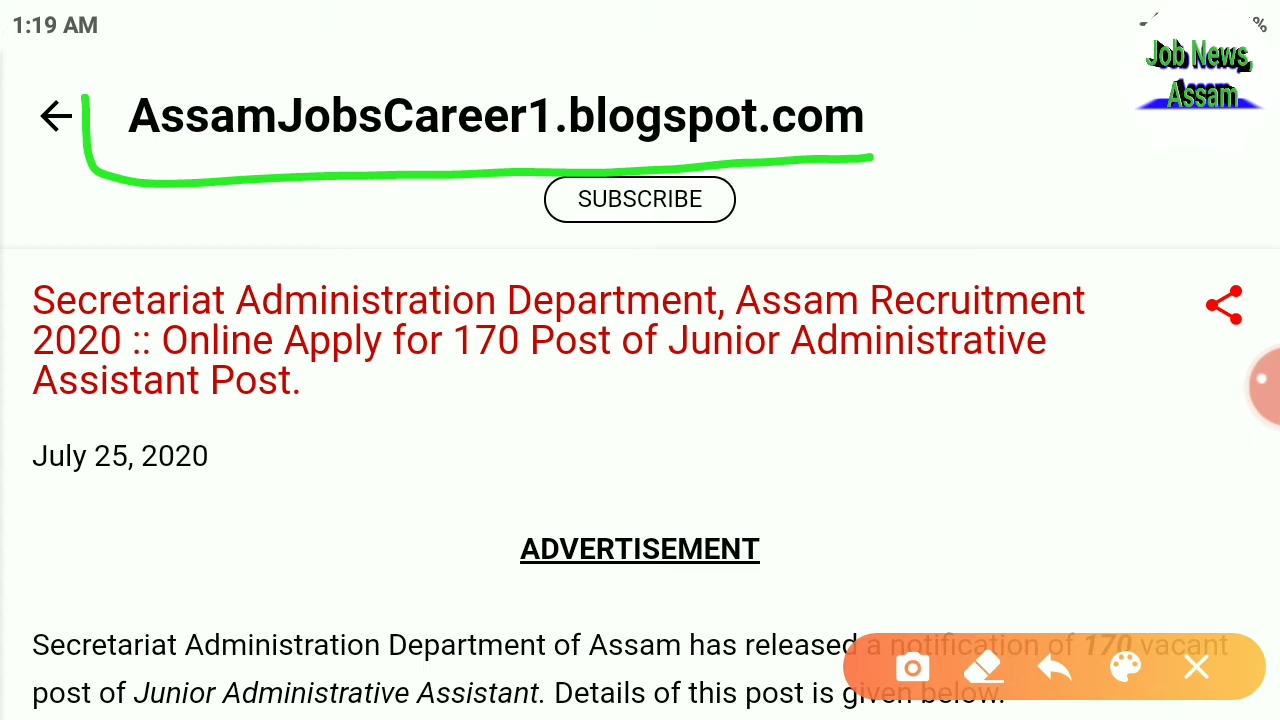 1:19 AM
%
Job News,
Assam
AssamJobsCareer1.blogspot.com
SUBSCRIBE
Secretariat Administration Department, Assam Recruitment
2020 :: Online Apply for 170 Post of Junior Administrative
Assistant Post.
July 25, 2020
ADVERTISEMENT
Secretariat Administration Department of Assam has released a notification of 170 vacant
post of Junior Administrative Assistant. Details of this post is given below.